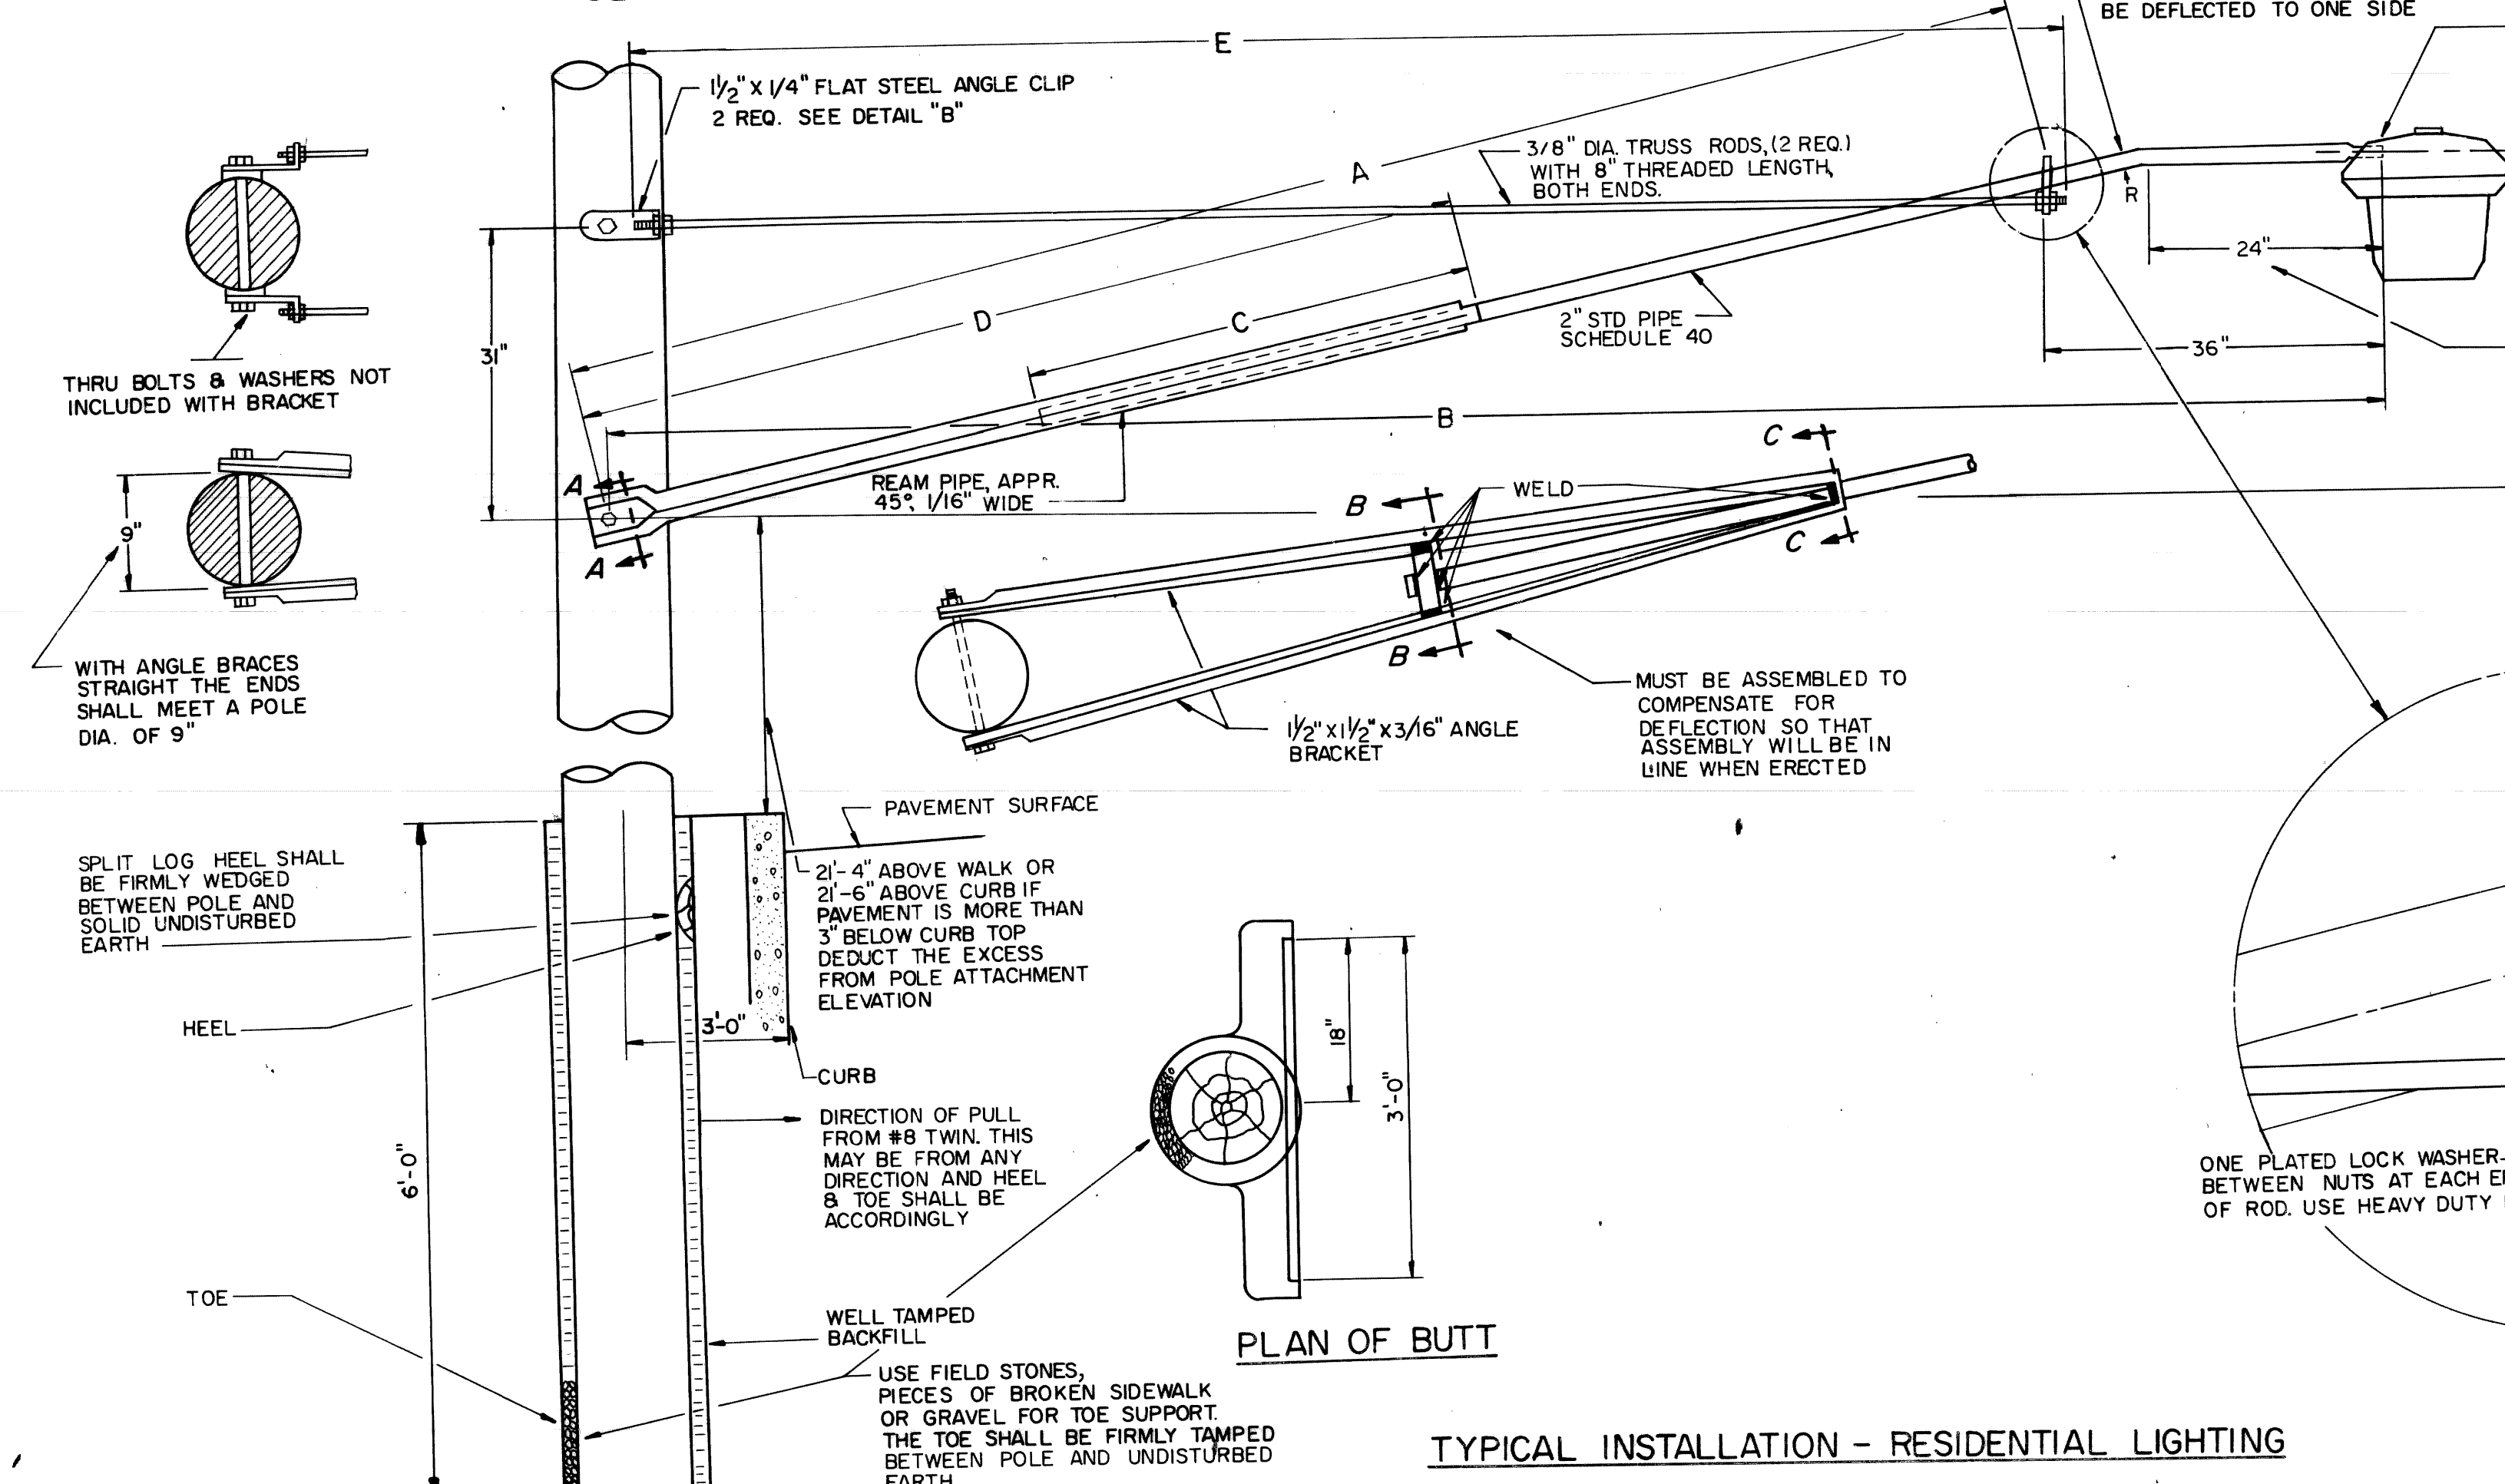 BE DEFLECTED TO ONE SIDE
E
1½" X 1/4" FLAT STEEL ANGLE CLIP
2 REQ. SEE DETAIL "B"
A
3/8" DIA. TRUSS RODS,(2 REQ.)
WITH 8" THREADED LENGTH,
BOTH ENDS.
R
24"
36"
31"
D
C
2" STD PIPE
SCHEDULE 40
B
THRU BOLTS & WASHERS NOT
INCLUDED WITH BRACKET
9"
WITH ANGLE BRACES
STRAIGHT THE ENDS
SHALL MEET A POLE
DIA. OF 9"
A
A
REAM PIPE, APPR.
45°, 1/16" WIDE
C
C
B
B
WELD
1½"x1½"x3/16" ANGLE
BRACKET
MUST BE ASSEMBLED TO
COMPENSATE FOR
DEFLECTION SO THAT
ASSEMBLY WILL BE IN
LINE WHEN ERECTED
PAVEMENT SURFACE
SPLIT LOG HEEL SHALL
BE FIRMLY WEDGED
BETWEEN POLE AND
SOLID UNDISTURBED
EARTH
21'-4" ABOVE WALK OR
21'-6" ABOVE CURB IF
PAVEMENT IS MORE THAN
3" BELOW CURB TOP
DEDUCT THE EXCESS
FROM POLE ATTACHMENT
ELEVATION
HEEL
3'-0"
CURB
6'-0"
DIRECTION OF PULL
FROM #8 TWIN. THIS
MAY BE FROM ANY
DIRECTION AND HEEL
& TOE SHALL BE
ACCORDINGLY
18"
3'-0"
TOE
WELL TAMPED
BACKFILL
PLAN OF BUTT
USE FIELD STONES,
PIECES OF BROKEN SIDEWALK
OR GRAVEL FOR TOE SUPPORT.
THE TOE SHALL BE FIRMLY TAMPED
BETWEEN POLE AND UNDISTURBED
EARTH
ONE PLATED LOCK WASHER
BETWEEN NUTS AT EACH
OF ROD. USE HEAVY DUTY
TYPICAL INSTALLATION - RESIDENTIAL LIGHTING